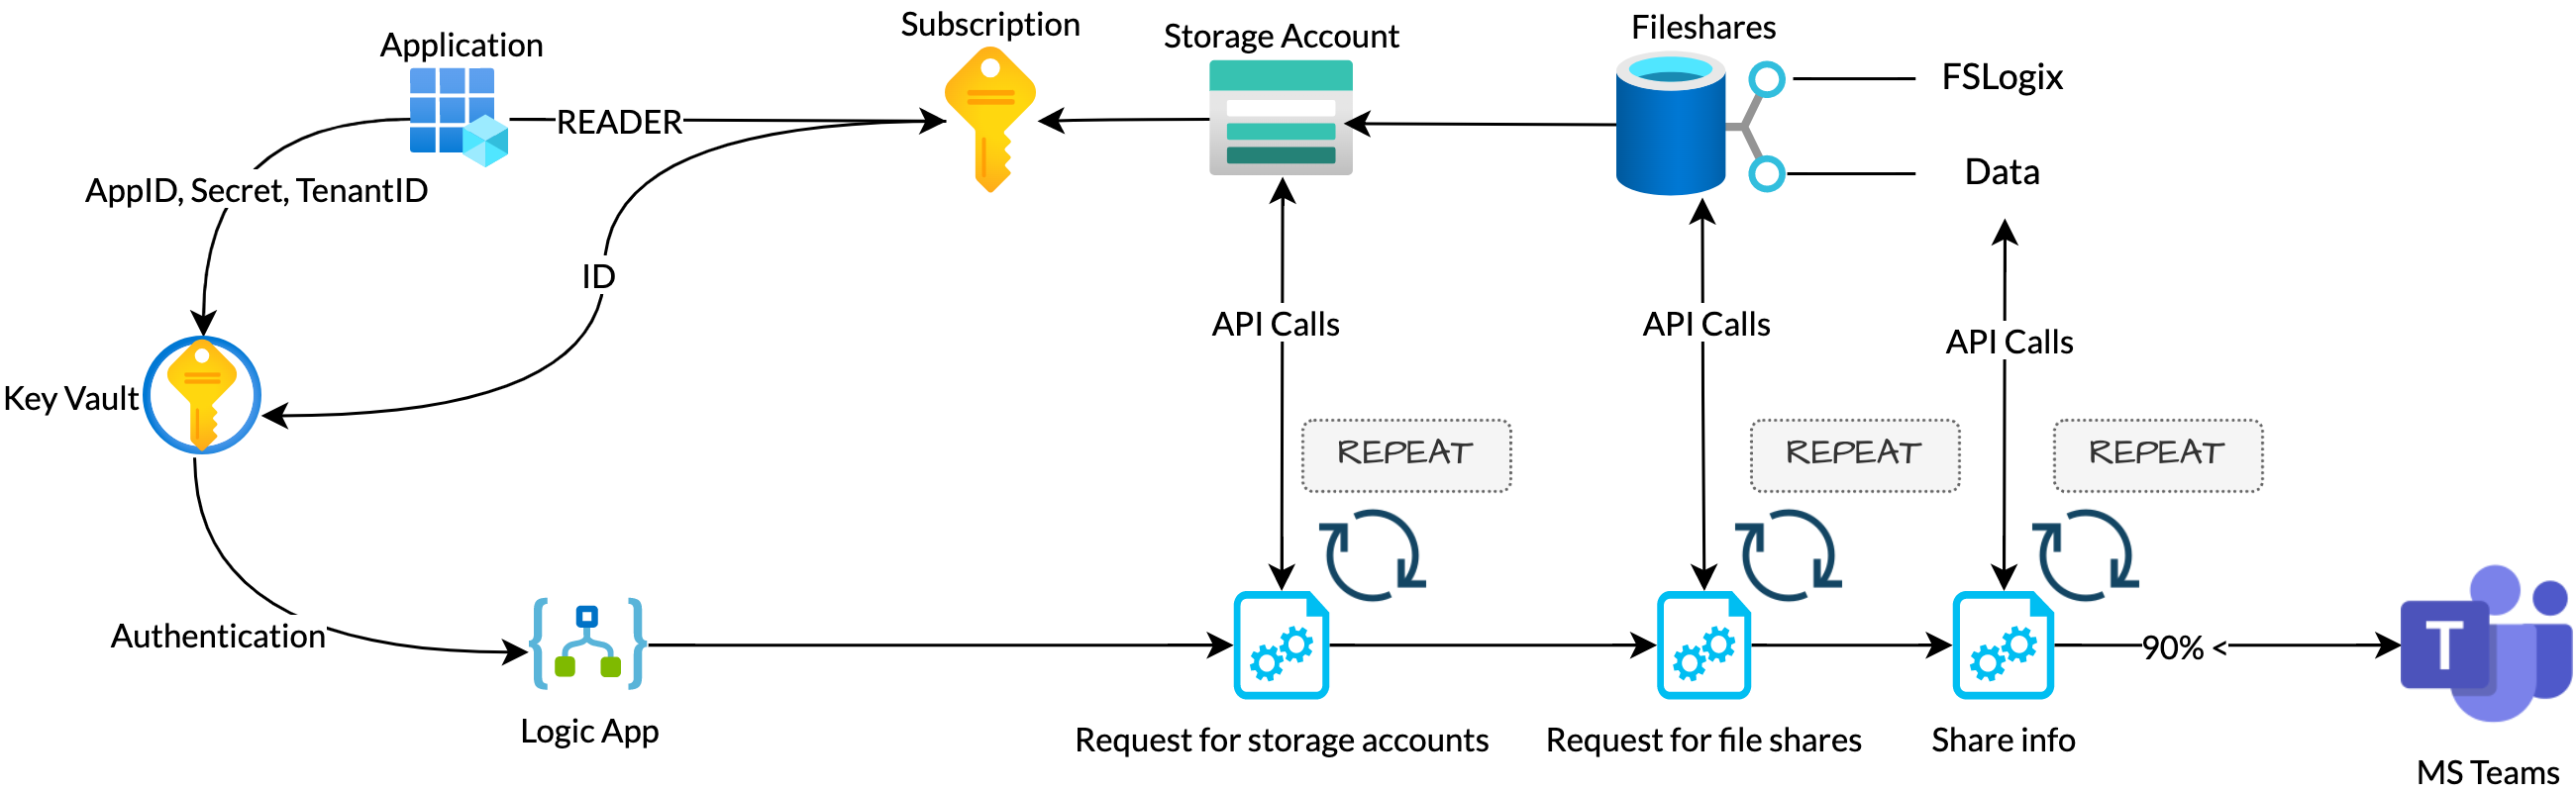 Application
Subscription
Storage Account
Fileshares
FSLogix
READER
Data
AppID, Secret, TenantID
ID
API Calls
API Calls
API Calls
Key Vault
REPEAT
REPEAT
REPEAT
Authentication
90% <
T
Logic App
Request for storage accounts
Request for file shares
Share info
MS Teams